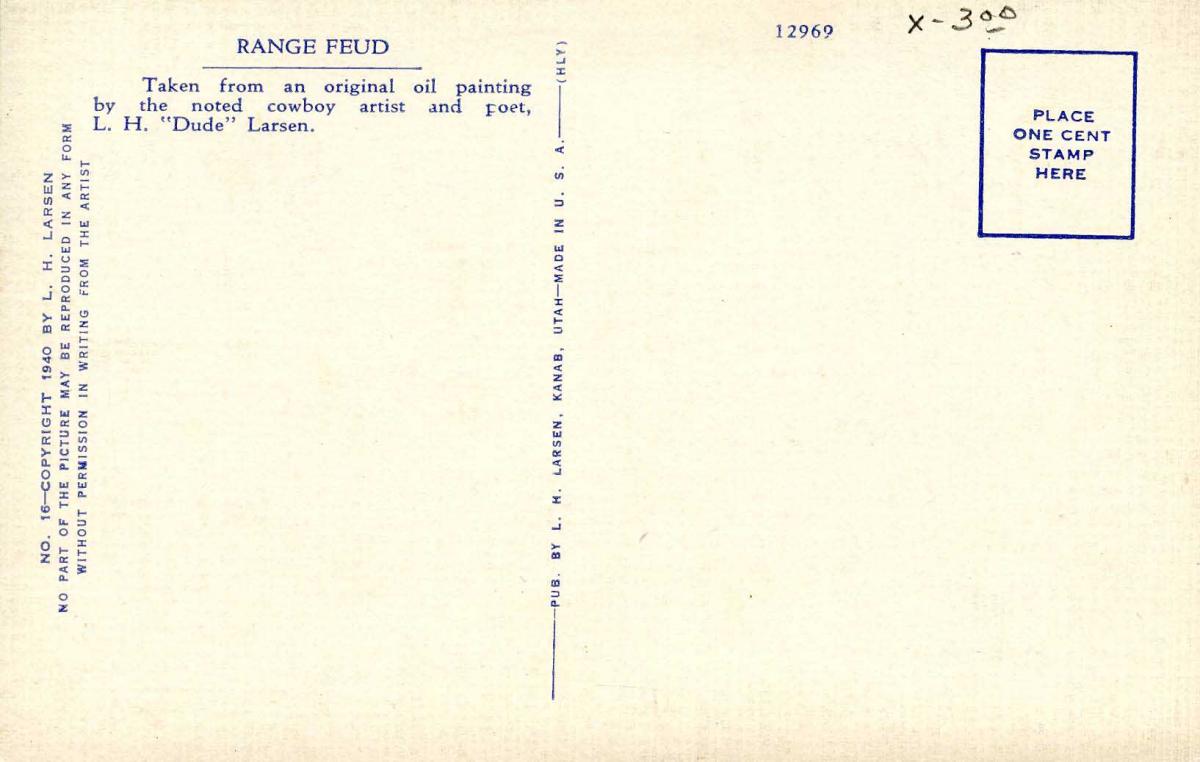 RANGE FEUD
Taken from an original oil painting
by the noted cowboy artist and poet,
L. H. "Dude" Larsen.
NO. 16—COPYRIGHT 1940 BY L. H. LARSEN
NO PART OF THE PICTURE MAY BE REPRODUCED IN ANY FORM
WITHOUT PERMISSION IN WRITING FROM THE ARTIST
PUB. BY L. H. LARSEN, KANAB, UTAH—MADE IN U. S. A.—(HLY)
12969
X-300
PLACE
ONE CENT
STAMP
HERE